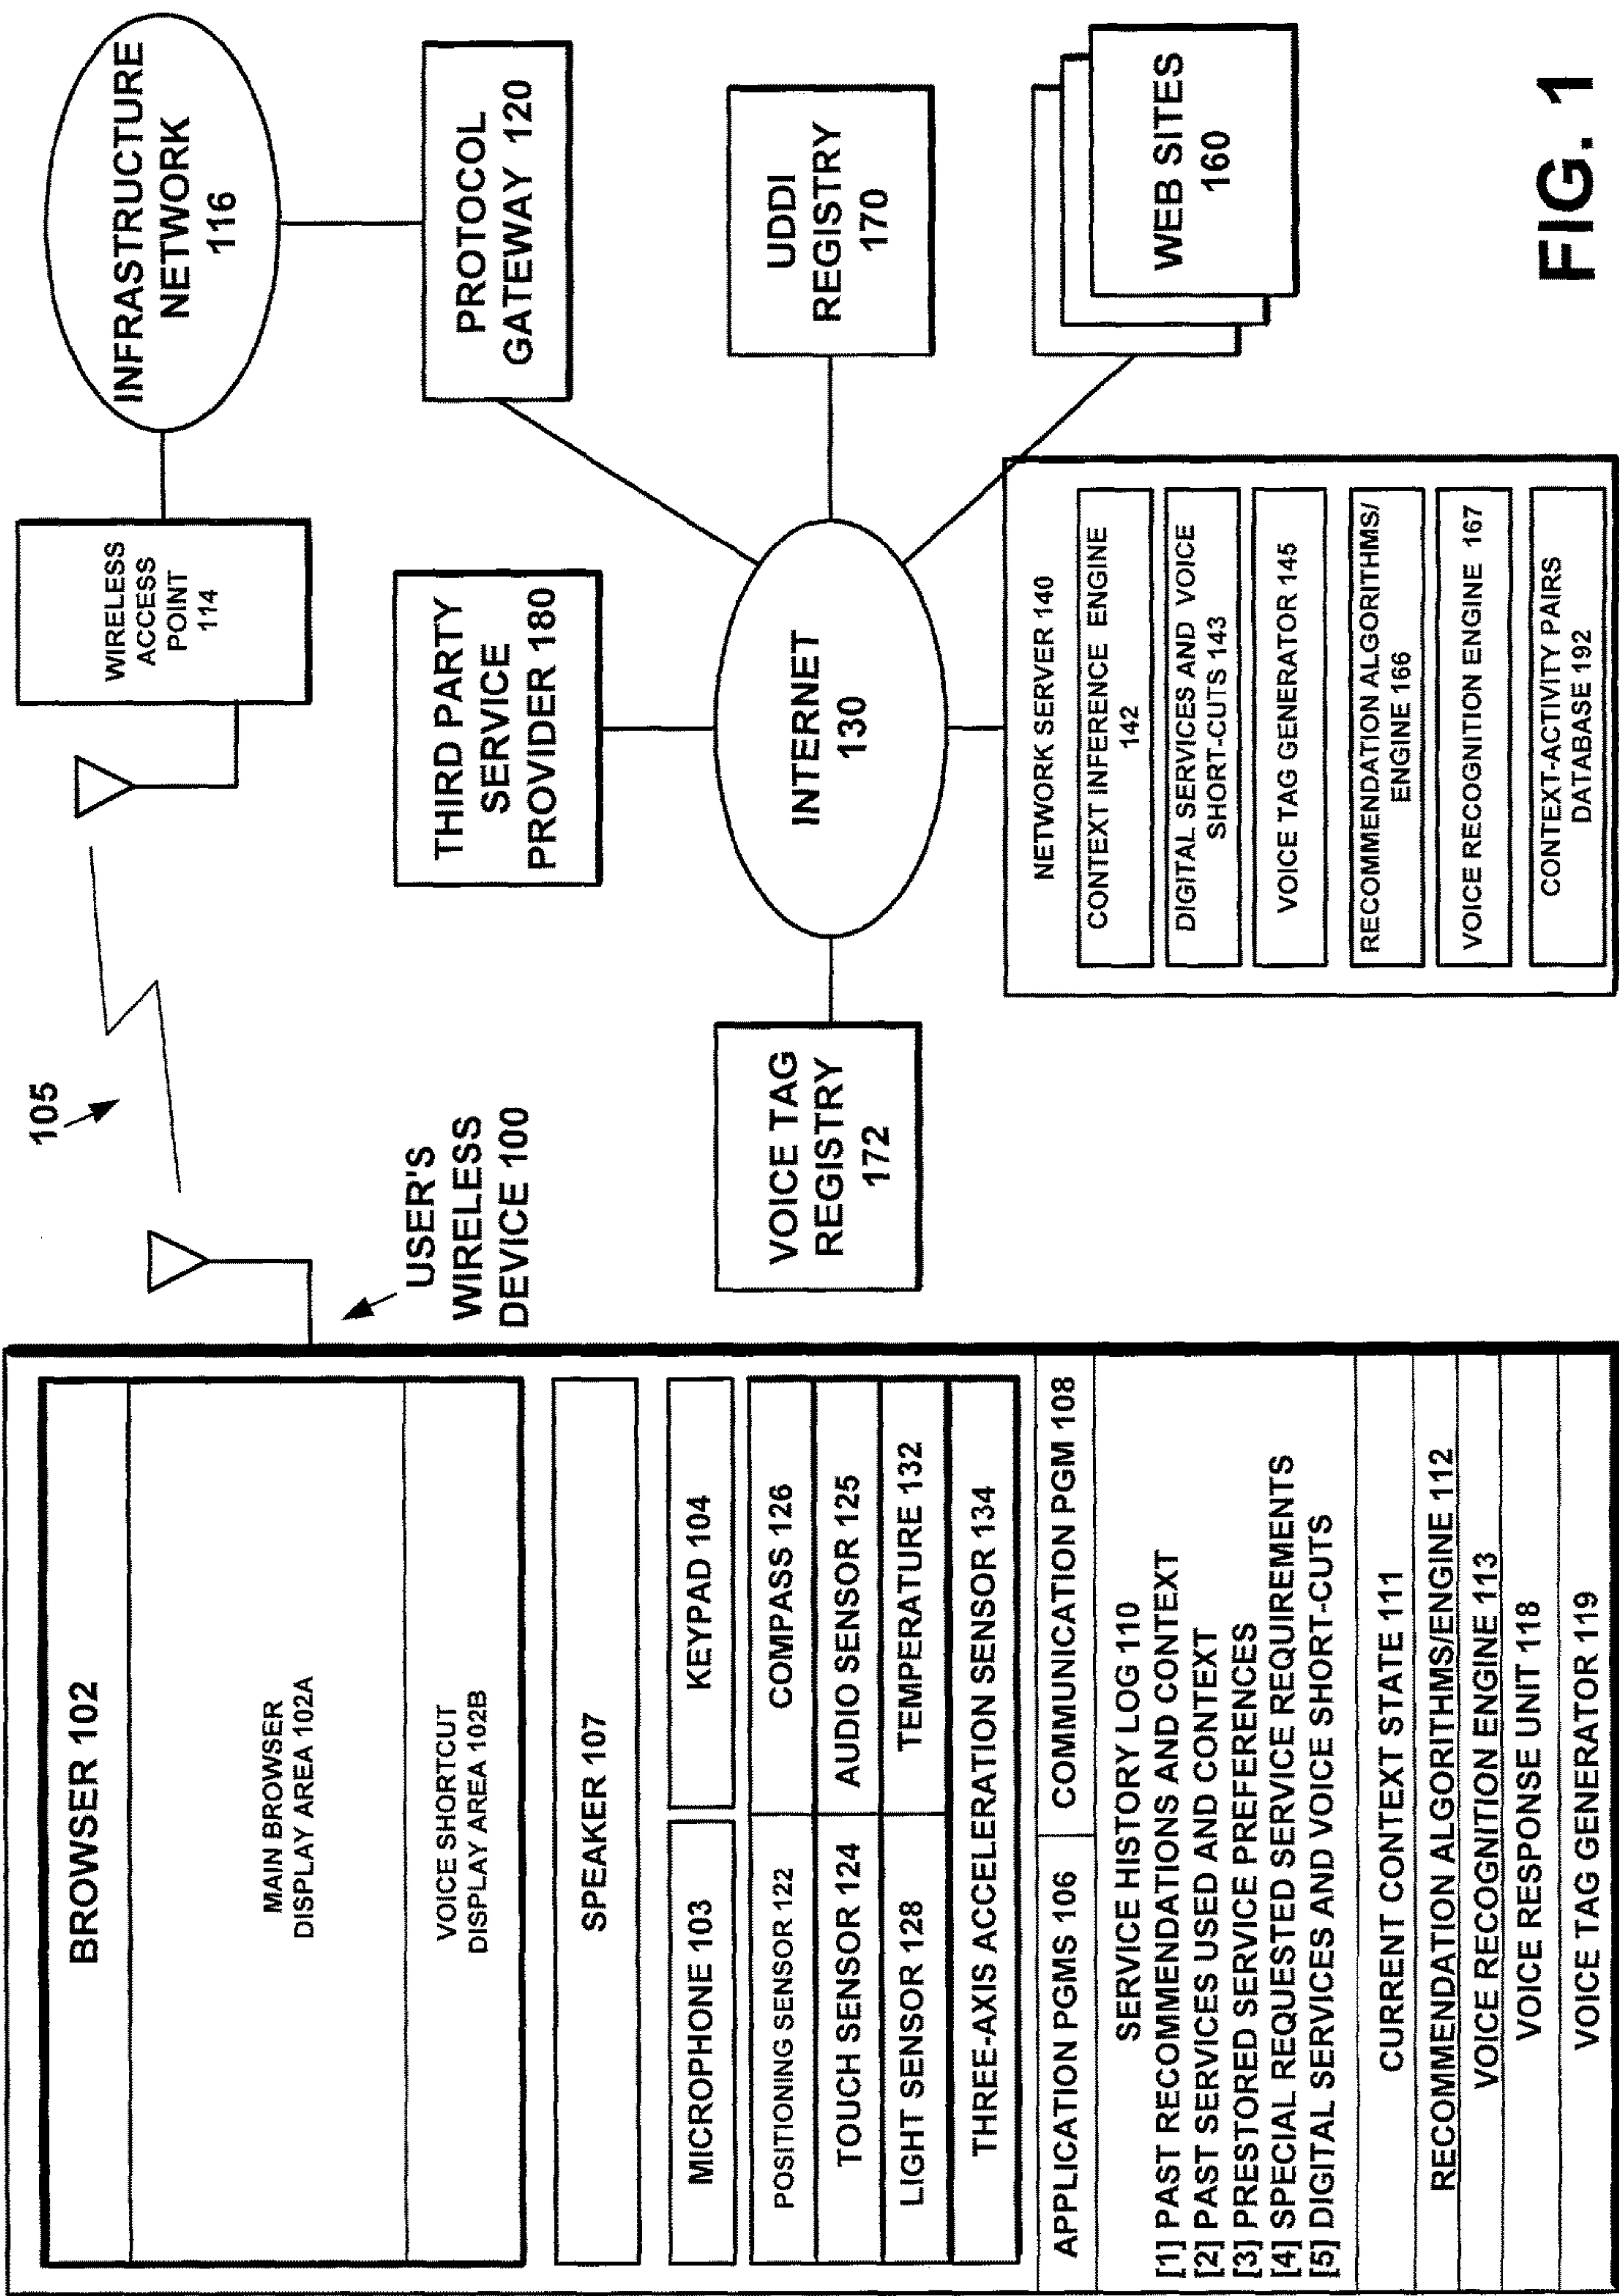 BROWSER 102
MAIN BROWSER
DISPLAY AREA 102A
VOICE SHORTCUT
DISPLAY AREA 102B
SPEAKER 107
MICROPHONE 103
KEYPAD 104
POSITIONING SENSOR 122
COMPASS 126
TOUCH SENSOR 124
AUDIO SENSOR 125
LIGHT SENSOR 128
TEMPERATURE 132
THREE-AXIS ACCELERATION SENSOR 134
APPLICATION PGMS 106
COMMUNICATION PGM 108
SERVICE HISTORY LOG 110
[1] PAST RECOMMENDATIONS AND CONTEXT
[2] PAST SERVICES USED AND CONTEXT
[3] PRESTORED SERVICE PREFERENCES
[4] SPECIAL REQUESTED SERVICE REQUIREMENTS
[5] DIGITAL SERVICES AND VOICE SHORT-CUTS
CURRENT CONTEXT STATE 111
RECOMMENDATION ALGORITHMS/ENGINE 112
VOICE RECOGNITION ENGINE 113
VOICE RESPONSE UNIT 118
VOICE TAG GENERATOR 119
105
USER'S
WIRELESS
DEVICE 100
WIRELESS
ACCESS
POINT
114
INFRASTRUCTURE
NETWORK
116
PROTOCOL
GATEWAY 120
THIRD PARTY
SERVICE
PROVIDER 180
VOICE TAG
REGISTRY
172
INTERNET
130
UDDI
REGISTRY
170
WEB SITES
160
NETWORK SERVER 140
CONTEXT INFERENCE ENGINE
142
DIGITAL SERVICES AND VOICE
SHORT-CUTS 143
VOICE TAG GENERATOR 145
RECOMMENDATION ALGORITHMS/
ENGINE 166
VOICE RECOGNITION ENGINE 167
CONTEXT-ACTIVITY PAIRS
DATABASE 192
FIG. 1